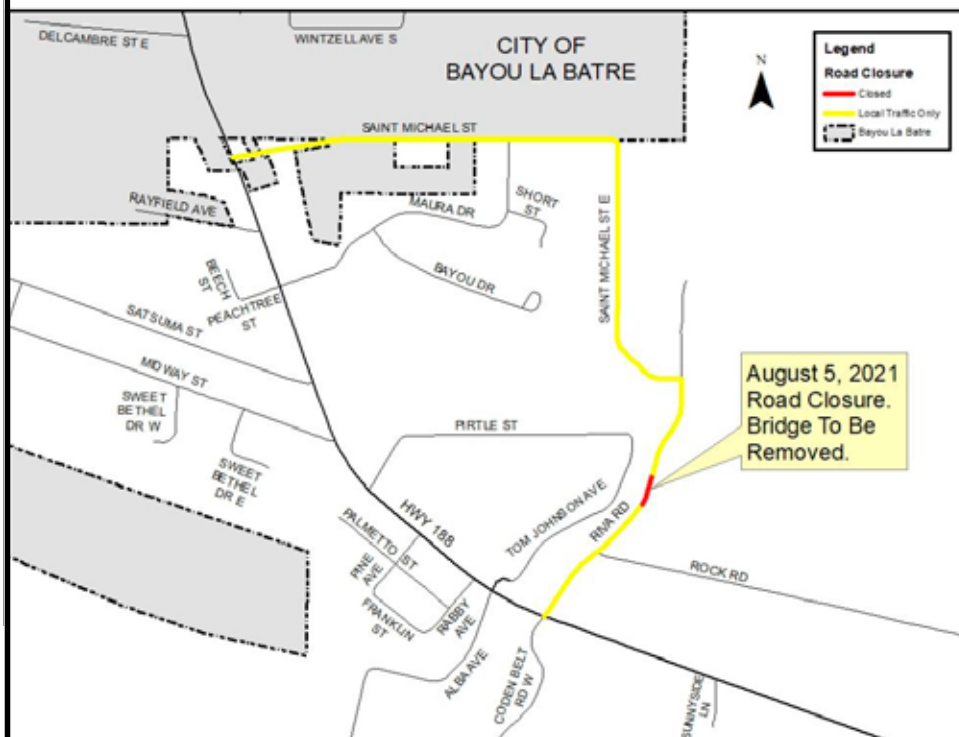 DELCAMBRE ST E
WINTZELL AVE S
CITY OF
BAYOU LA BATRE
N
Legend
Road Closure
Closed
Local Traffic Only
Bayou La Batre
SAINT MICHAEL ST
RAYFIELD AVE
MAURA DR
SHORT
ST
SAINT MICHAEL ST E
BEECH
ST
PEACHTREE
ST
BAYOU DR
SATSUMA ST
MIDWAY ST
SWEET
BETHEL
DR W
SWEET
BETHEL
DR E
PIRTLE ST
August 5, 2021
Road Closure.
Bridge To Be
Removed.
HWY 188
PALMETTO ST
PINE
AVE
FRANKLIN
ST
RABBY
AVE
TOM JOHNSON AVE
RIVA RD
ROCK RD
ALBA AVE
CODEN BELT
RD W
SUNNYSIDE
LN